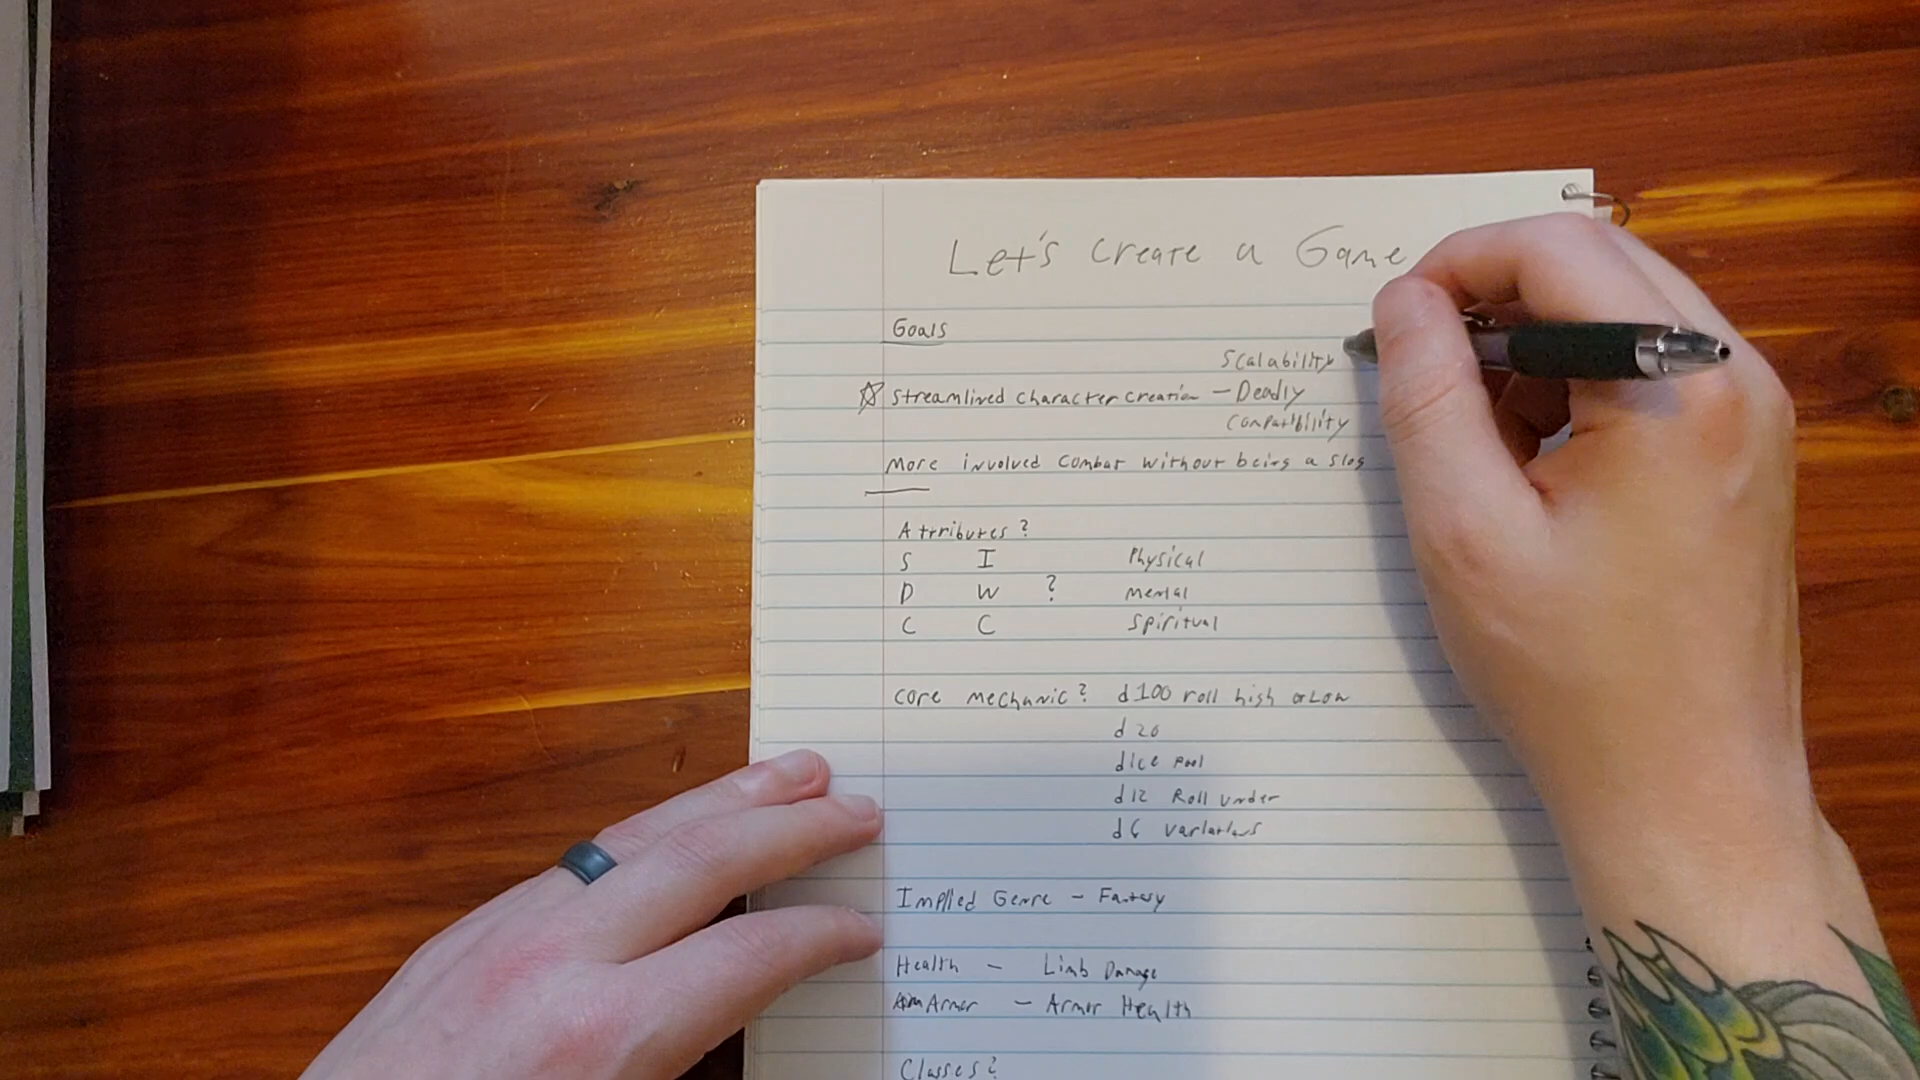 Let's Create a Game
Goals
Scalability
Streamlined Character Creation - Deadly
Compatibility
More involved Combat without being a slog
Attributes?
S I Physical
D W ? Mental
C C Spiritual
Core Mechanic? d100 roll high or Low
d20
dice Pool
d12 Roll under
d6 variations
Implied Genre - Fantasy
Health - Limb Damage
Armor - Armor Health
Classes?